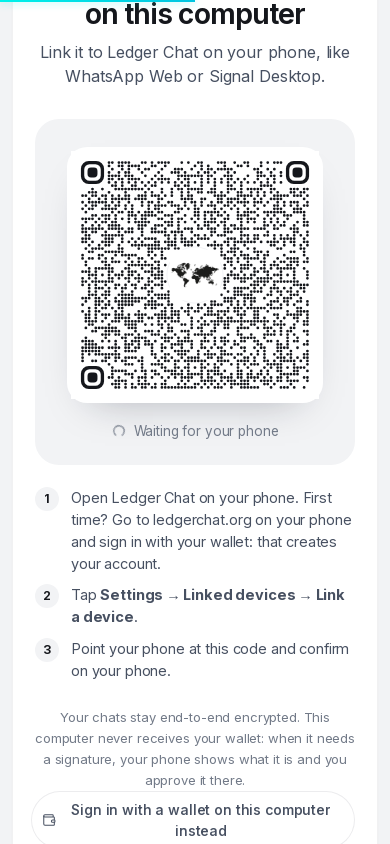 on this computer
Link it to Ledger Chat on your phone, like
WhatsApp Web or Signal Desktop.
Waiting for your phone
1 Open Ledger Chat on your phone. First
time? Go to ledgerchat.org on your phone
and sign in with your wallet: that creates
your account.
2 Tap Settings → Linked devices → Link
a device.
3 Point your phone at this code and confirm
on your phone.
Your chats stay end-to-end encrypted. This
computer never receives your wallet: when it needs
a signature, your phone shows what it is and you
approve it there.
Sign in with a wallet on this computer
instead